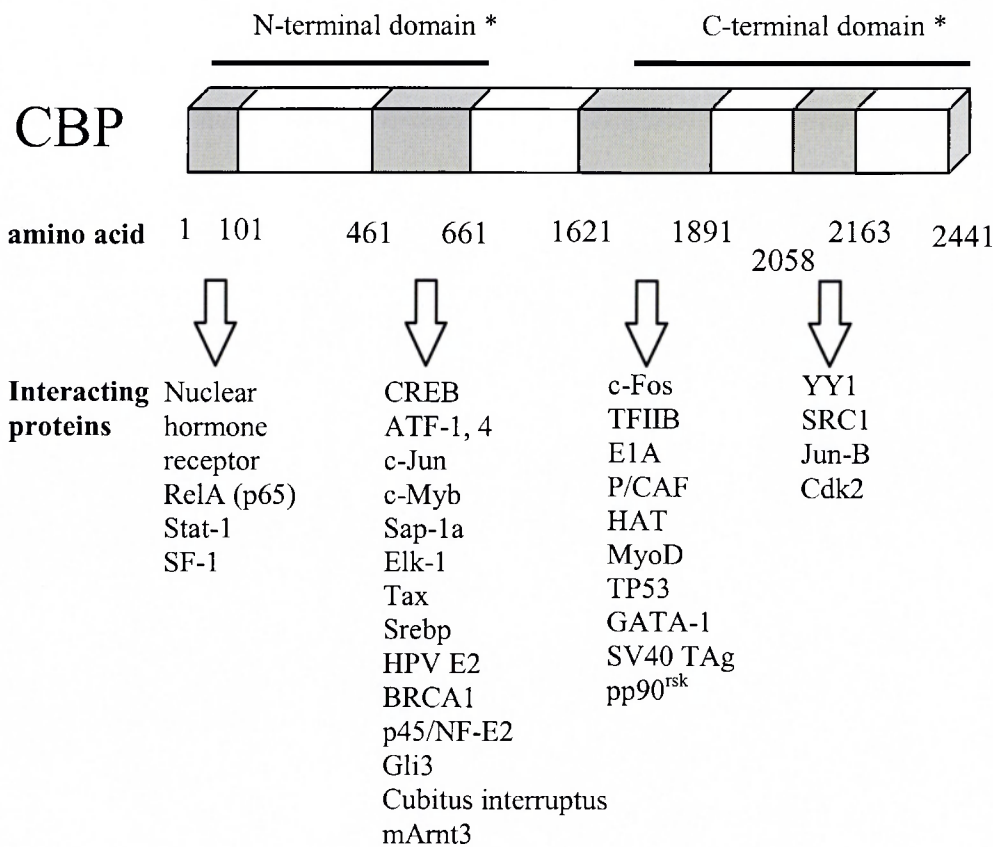 N-terminal domain *
C-terminal domain *
CBP
amino acid 1 101 461 661 1621 1891 2058 2163 2441
Interacting proteins
Nuclear
hormone
receptor
RelA (p65)
Stat-1
SF-1
CREB
ATF-1, 4
c-Jun
c-Myb
Sap-1a
Elk-1
Tax
Srebp
HPV E2
BRCA1
p45/NF-E2
Gli3
Cubitus interruptus
mArnt3
c-Fos
TFIIB
E1A
P/CAF
HAT
MyoD
TP53
GATA-1
SV40 TAg
pp90rsk
YY1
SRC1
Jun-B
Cdk2